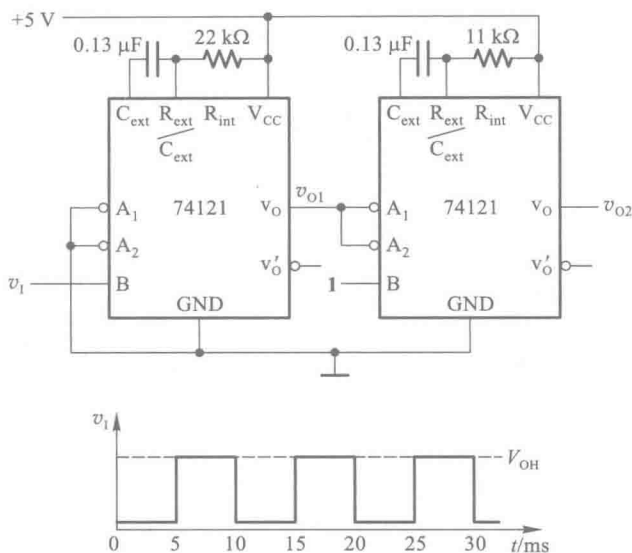 +5 V
0.13 μF 22 kΩ 0.13 μF 11 kΩ
C_ext R_ext R_int V_CC C_ext R_ext R_int V_CC
C_ext C_ext
A_1 74121 v_O v_O1 A_1 74121 v_O v_O2
A_2 A_2
v'_O v'_O
v_I B 1 B
GND GND
v_I
V_OH
0 5 10 15 20 25 30 t/ms